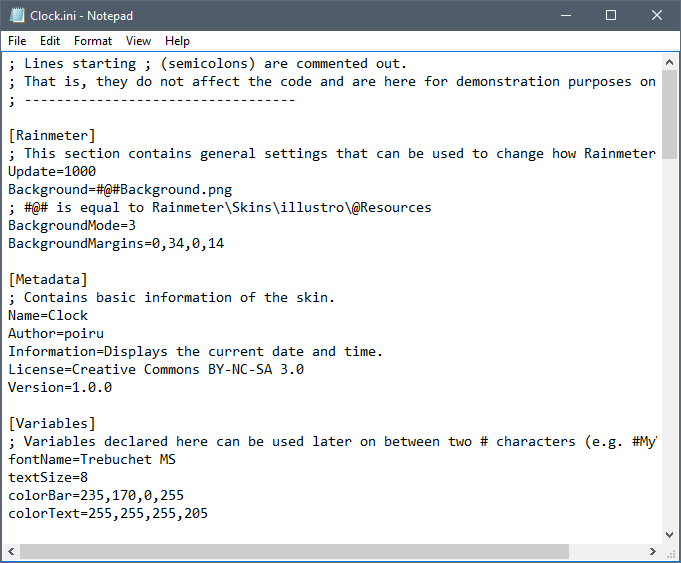 Clock.ini - Notepad
File Edit Format View Help
; Lines starting ; (semicolons) are commented out.
; That is, they do not affect the code and are here for demonstration purposes on
; ----------------------------------
[Rainmeter]
; This section contains general settings that can be used to change how Rainmeter
Update=1000
Background=#@#Background.png
; #@# is equal to Rainmeter\Skins\illustro\@Resources
BackgroundMode=3
BackgroundMargins=0,34,0,14
[Metadata]
; Contains basic information of the skin.
Name=Clock
Author=poiru
Information=Displays the current date and time.
License=Creative Commons BY-NC-SA 3.0
Version=1.0.0
[Variables]
; Variables declared here can be used later on between two # characters (e.g. #My
fontName=Trebuchet MS
textSize=8
colorBar=235,170,0,255
colorText=255,255,255,205